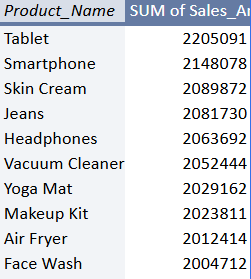 Product_Name SUM of Sales_A
Tablet 2205091
Smartphone 2148078
Skin Cream 2089872
Jeans 2081730
Headphones 2063692
Vacuum Cleaner 2052444
Yoga Mat 2029162
Makeup Kit 2023811
Air Fryer 2012414
Face Wash 2004712